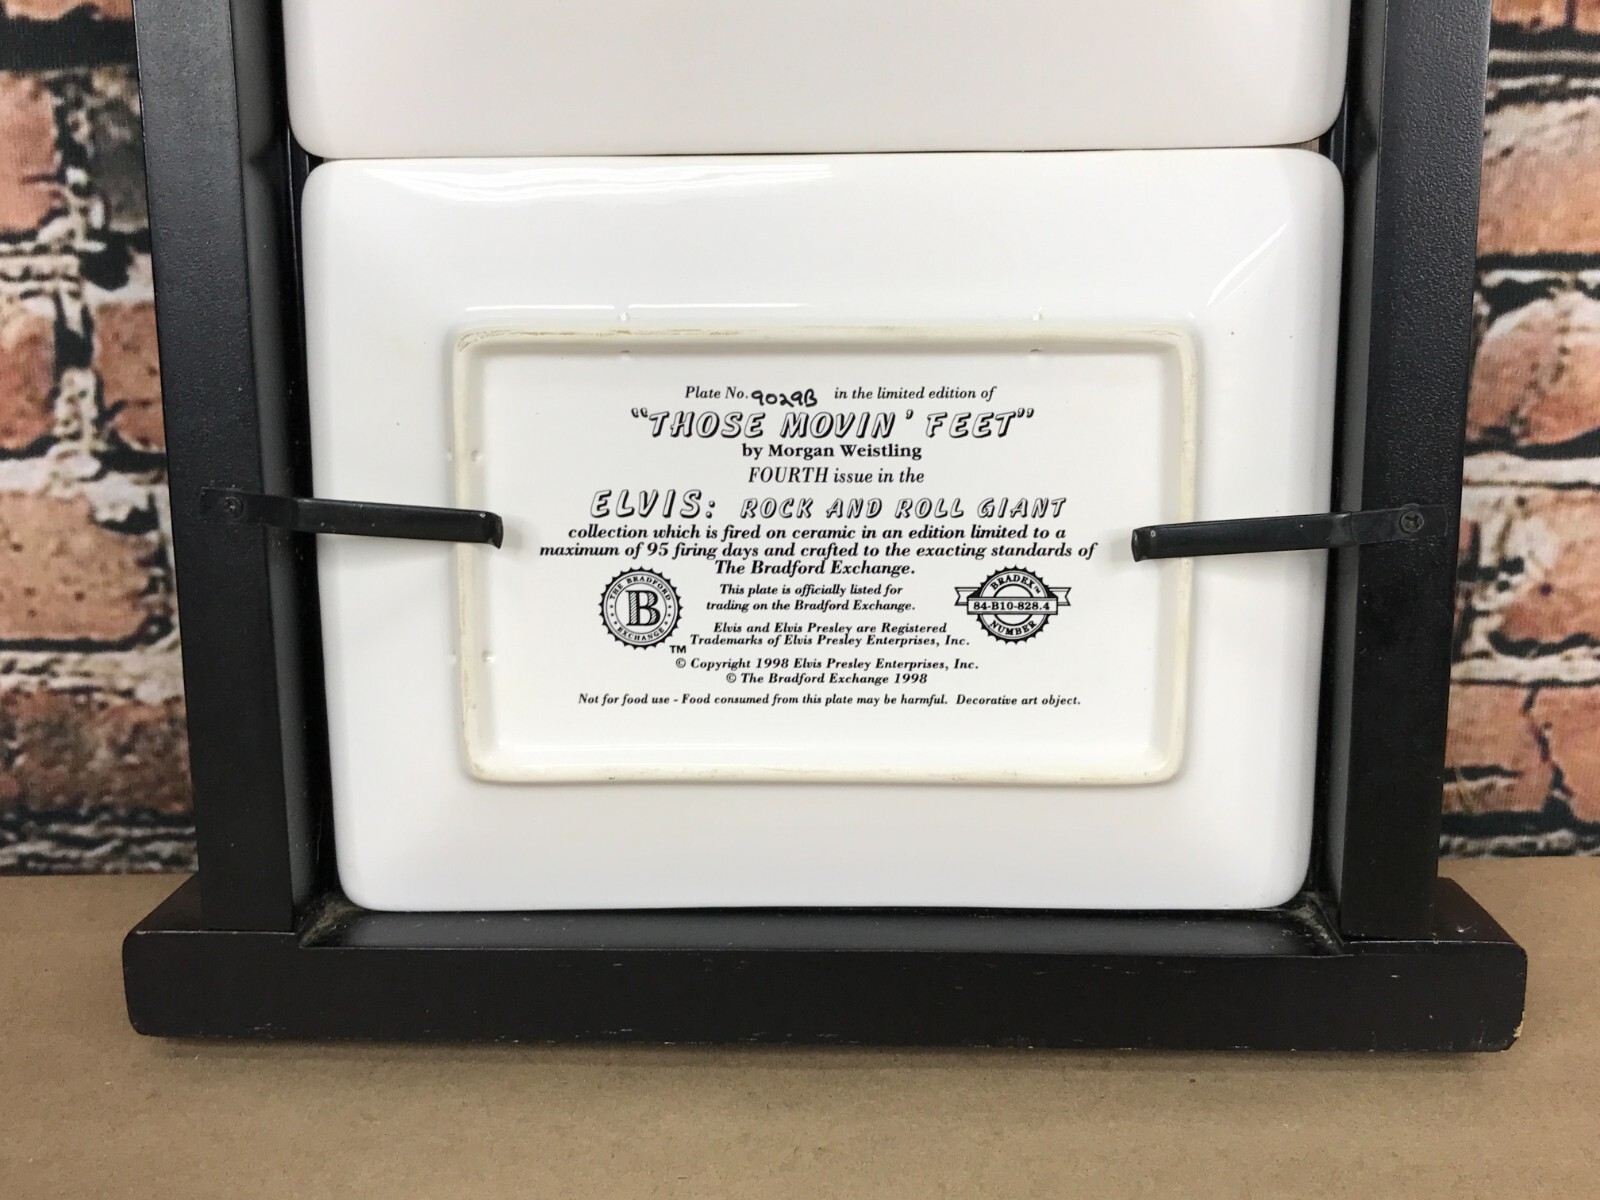 Plate No. 9029B in the limited edition of
"THOSE MOVIN' FEET"
by Morgan Weistling
FOURTH issue in the
ELVIS: ROCK AND ROLL GIANT
collection which is fired on ceramic in an edition limited to a
maximum of 95 firing days and crafted to the exacting standards of
The Bradford Exchange.
THE BRADFORD
B
EXCHANGE
TM
This plate is officially listed for
trading on the Bradford Exchange.
BRADEX™
84-B10-828.4
NUMBER
Elvis and Elvis Presley are Registered
Trademarks of Elvis Presley Enterprises, Inc.
© Copyright 1998 Elvis Presley Enterprises, Inc.
© The Bradford Exchange 1998
Not for food use - Food consumed from this plate may be harmful. Decorative art object.